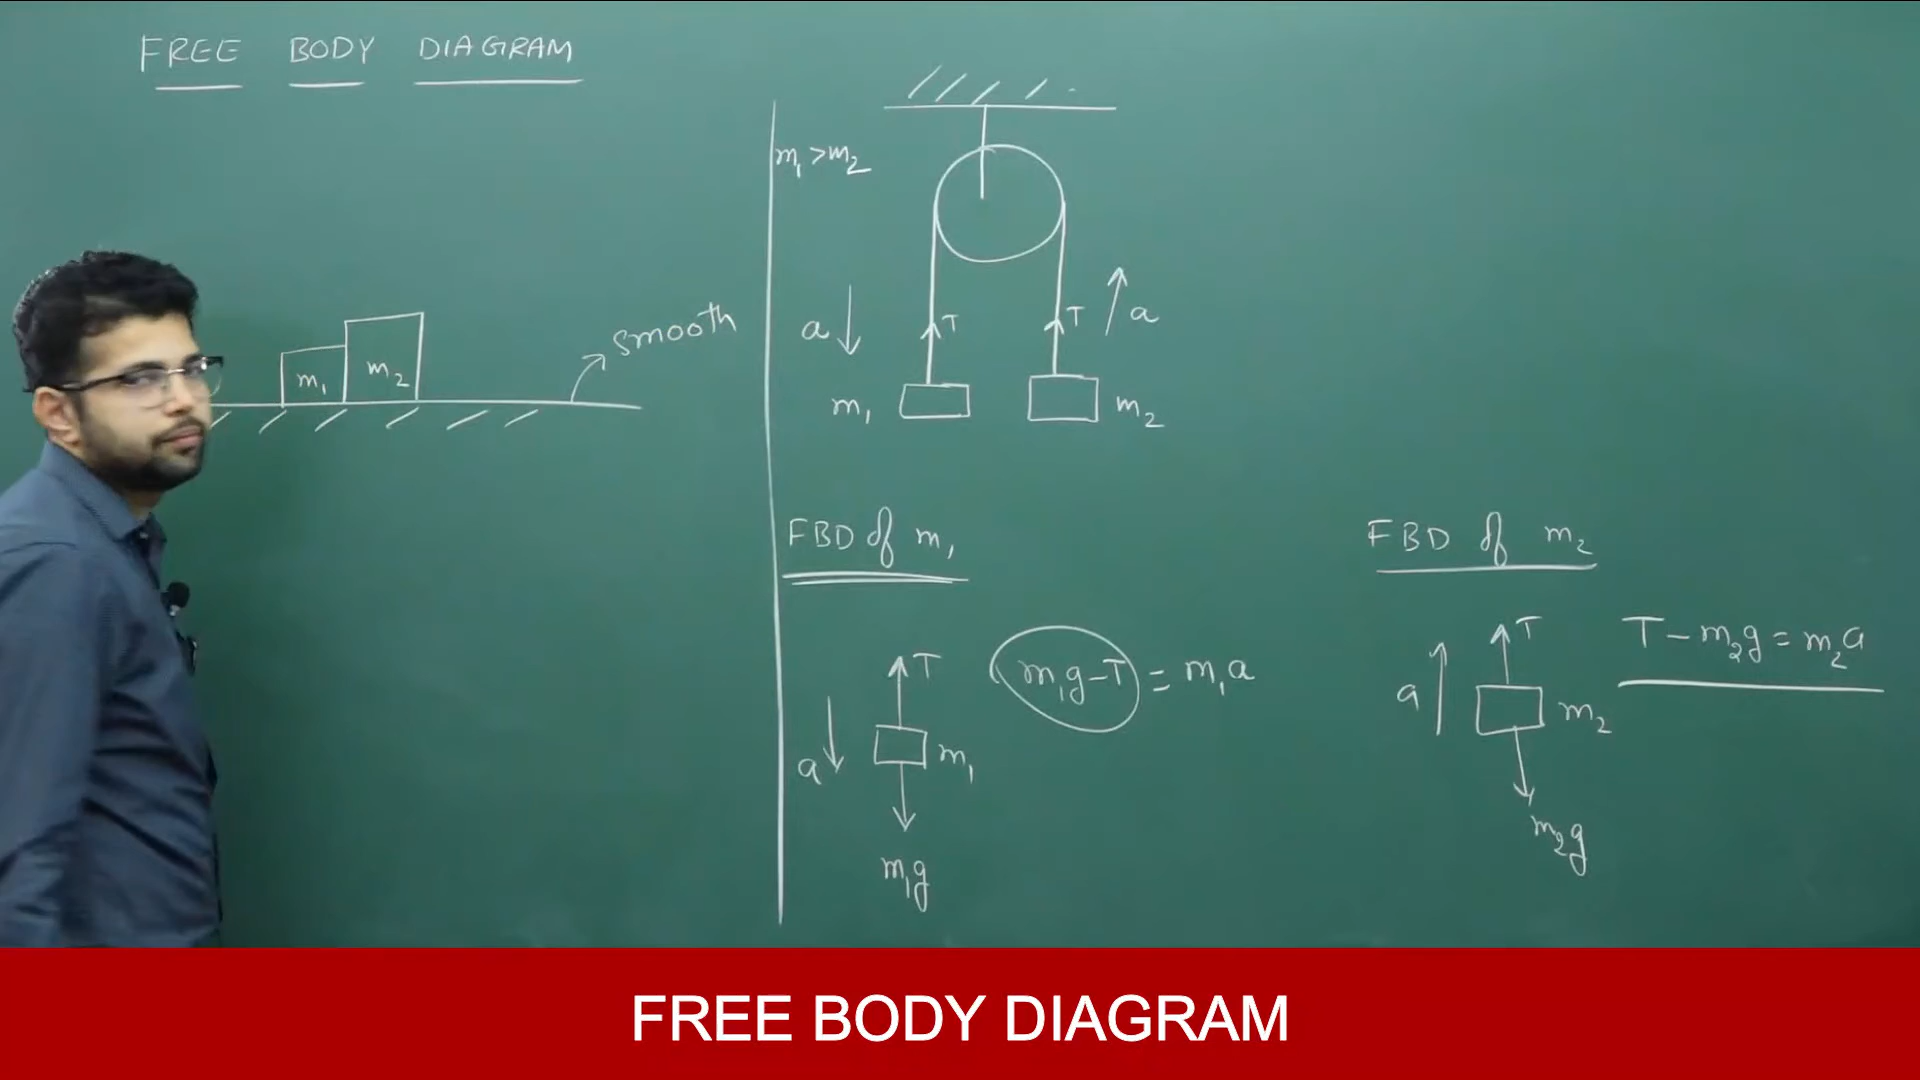 FREE BODY DIAGRAM
m₁ m₂
smooth
m₁ > m₂
a T T a
m₁ m₂
FBD of m₁
T
a
m₁
m₁g
m₁g-T = m₁a
FBD of m₂
T
a
m₂
m₂g
T - m₂g = m₂a
FREE BODY DIAGRAM